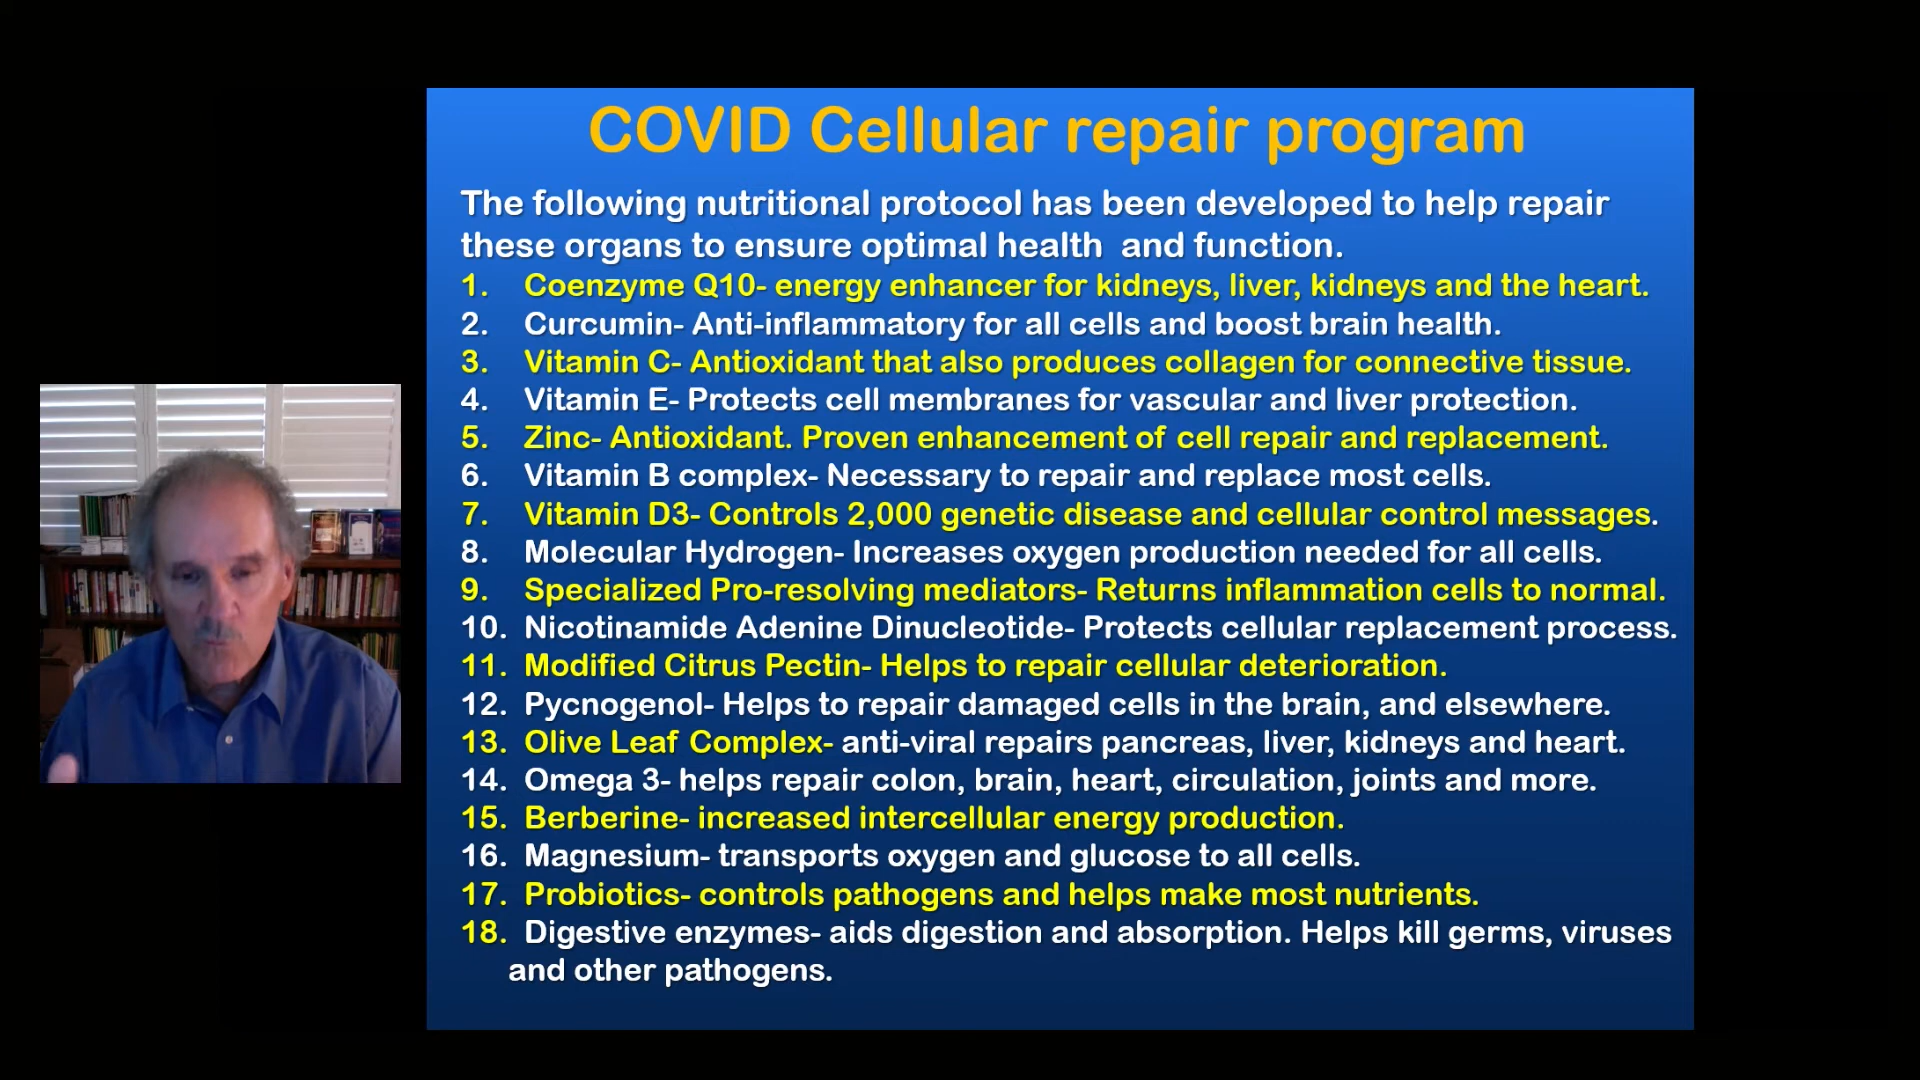 COVID Cellular repair program
The following nutritional protocol has been developed to help repair
these organs to ensure optimal health and function.
1. Coenzyme Q10- energy enhancer for kidneys, liver, kidneys and the heart.
2. Curcumin- Anti-inflammatory for all cells and boost brain health.
3. Vitamin C- Antioxidant that also produces collagen for connective tissue.
4. Vitamin E- Protects cell membranes for vascular and liver protection.
5. Zinc- Antioxidant. Proven enhancement of cell repair and replacement.
6. Vitamin B complex- Necessary to repair and replace most cells.
7. Vitamin D3- Controls 2,000 genetic disease and cellular control messages.
8. Molecular Hydrogen- Increases oxygen production needed for all cells.
9. Specialized Pro-resolving mediators- Returns inflammation cells to normal.
10. Nicotinamide Adenine Dinucleotide- Protects cellular replacement process.
11. Modified Citrus Pectin- Helps to repair cellular deterioration.
12. Pycnogenol- Helps to repair damaged cells in the brain, and elsewhere.
13. Olive Leaf Complex- anti-viral repairs pancreas, liver, kidneys and heart.
14. Omega 3- helps repair colon, brain, heart, circulation, joints and more.
15. Berberine- increased intercellular energy production.
16. Magnesium- transports oxygen and glucose to all cells.
17. Probiotics- controls pathogens and helps make most nutrients.
18. Digestive enzymes- aids digestion and absorption. Helps kill germs, viruses
and other pathogens.